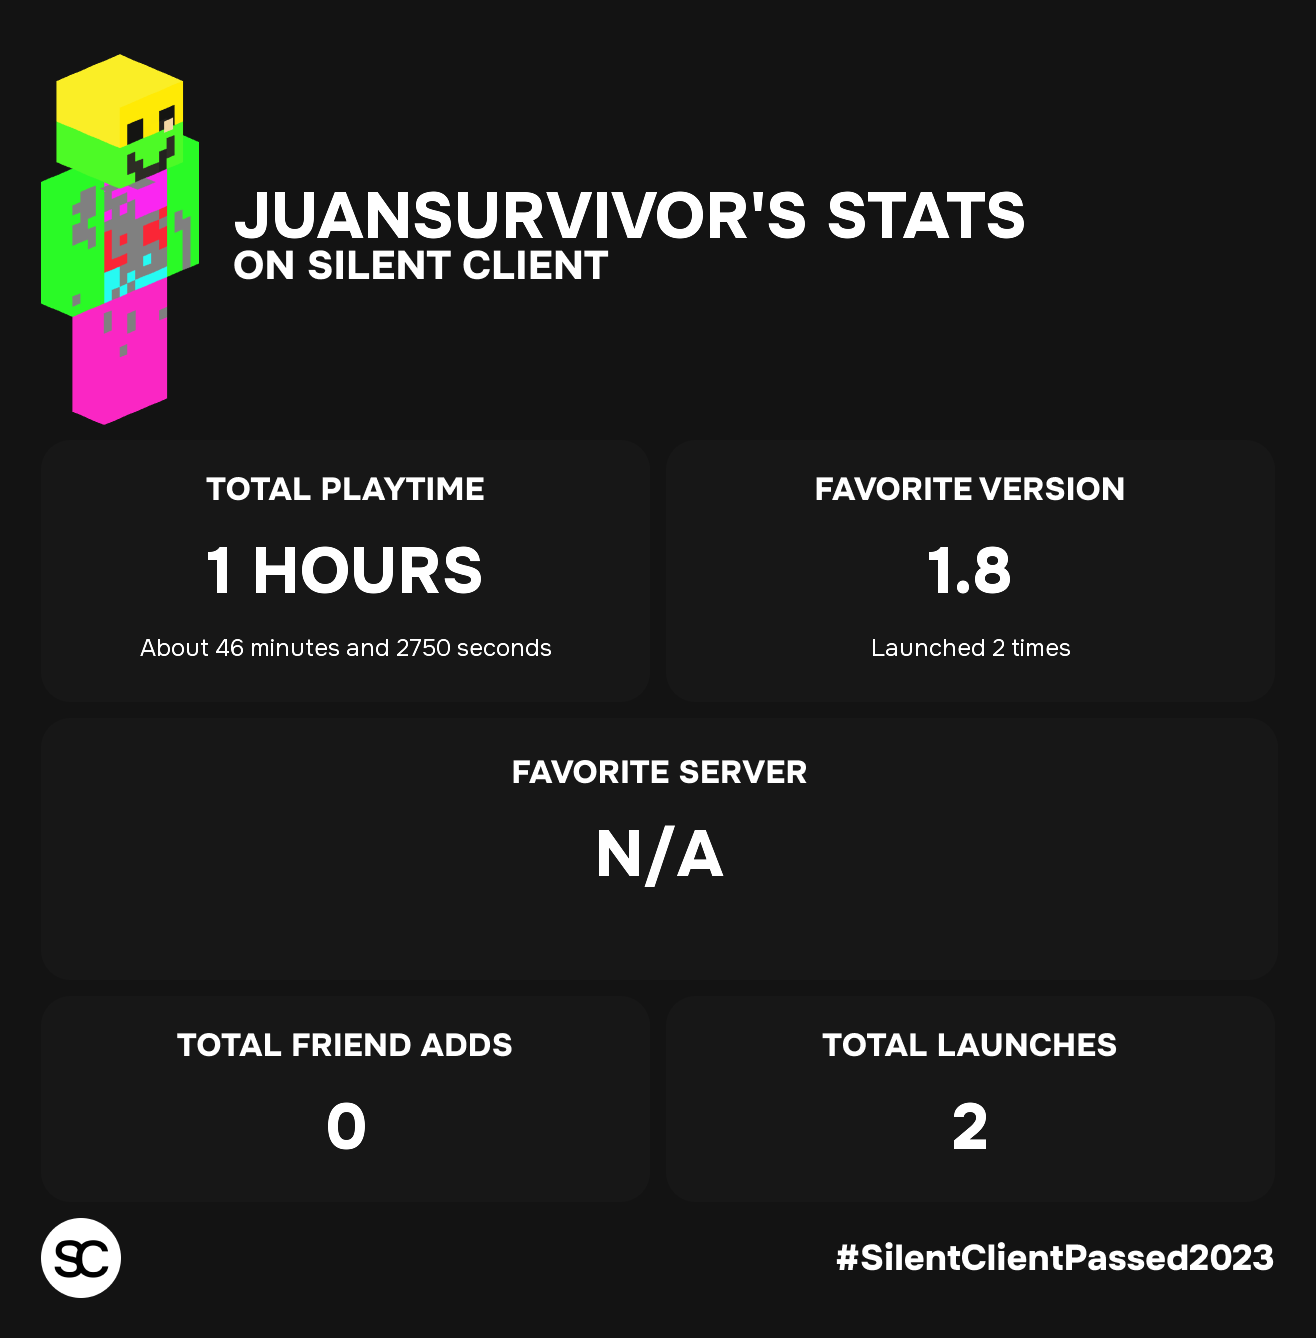 JUANSURVIVOR'S STATS
ON SILENT CLIENT
TOTAL PLAYTIME
1 HOURS
About 46 minutes and 2750 seconds
FAVORITE VERSION
1.8
Launched 2 times
FAVORITE SERVER
N/A
TOTAL FRIEND ADDS
0
TOTAL LAUNCHES
2
SC
#SilentClientPassed2023